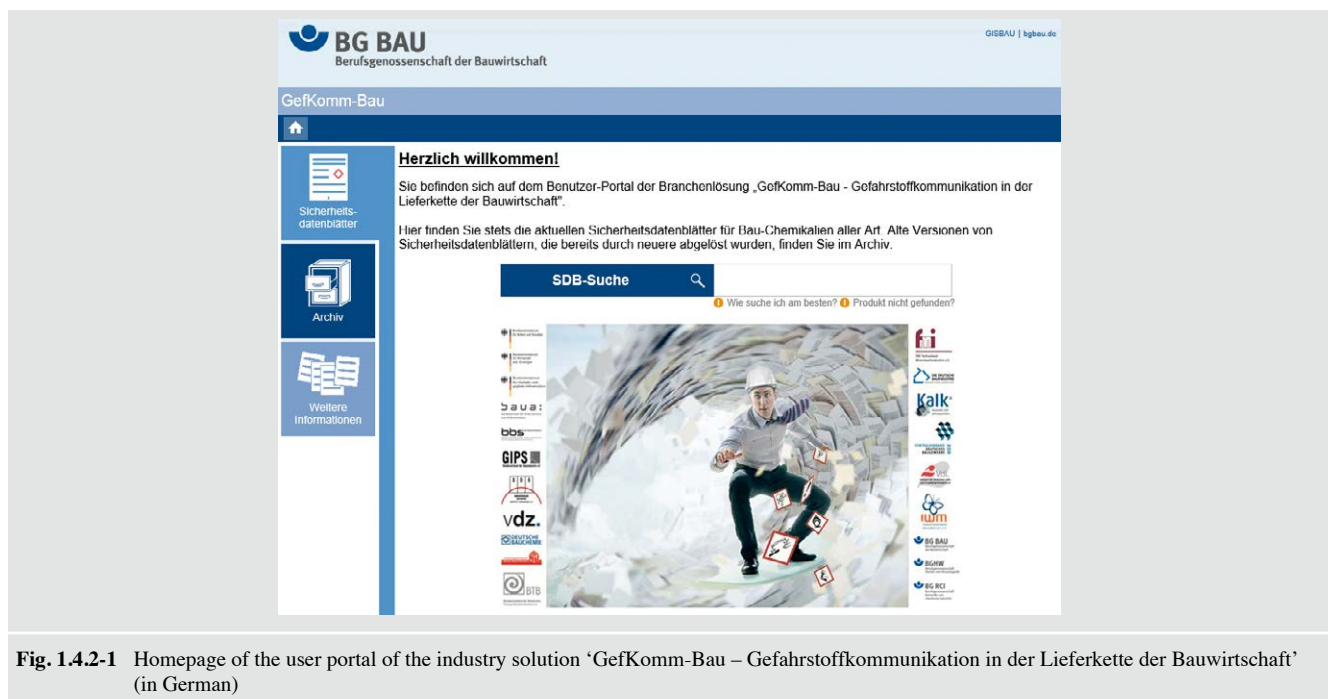 BG BAU
Berufsgenossenschaft der Bauwirtschaft
GISBAU | bgbau.de
GefKomm-Bau
Sicherheits-
datenblätter
Archiv
Weitere
Informationen
Herzlich willkommen!
Sie befinden sich auf dem Benutzer-Portal der Branchenlösung „GefKomm-Bau - Gefahrstoffkommunikation in der
Lieferkette der Bauwirtschaft".
Hier finden Sie stets die aktuellen Sicherheitsdatenblätter für Bau-Chemikalien aller Art. Alte Versionen von
Sicherheitsdatenblättern, die bereits durch neuere abgelöst wurden, finden Sie im Archiv.
SDB-Suche
Wie suche ich am besten? Produkt nicht gefunden?
baua:
bbs
GIPS
vdz.
DEUTSCHE
BAUCHEMIE
BTB
Kalk
iwm
BG BAU
BGHW
BG RCI
Fig. 1.4.2-1 Homepage of the user portal of the industry solution ‘GefKomm-Bau – Gefahrstoffkommunikation in der Lieferkette der Bauwirtschaft’
(in German)